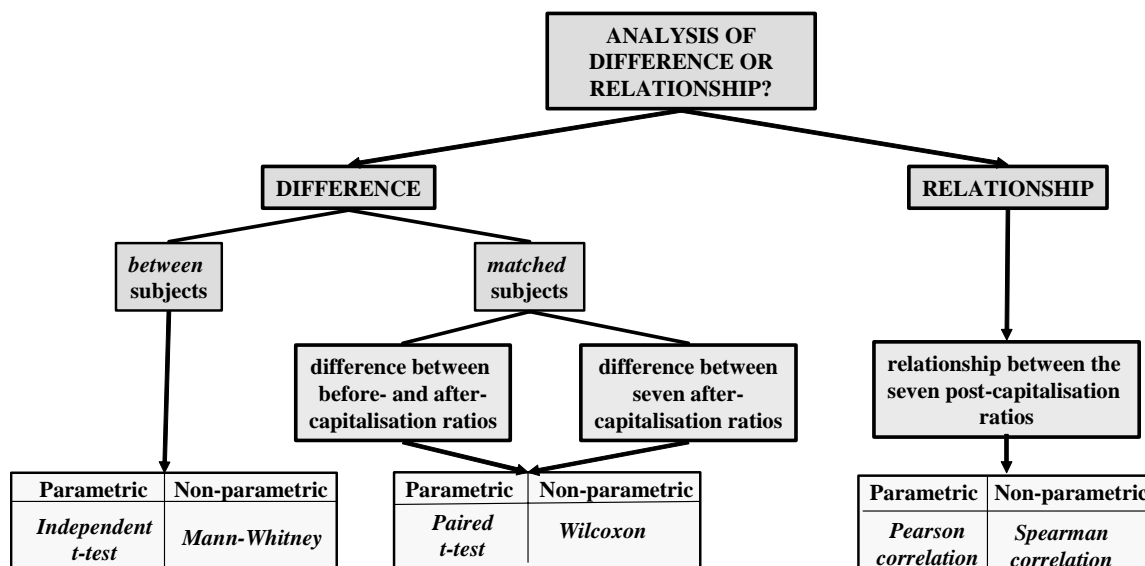 ANALYSIS OF
DIFFERENCE OR
RELATIONSHIP?
DIFFERENCE
RELATIONSHIP
between
subjects
matched
subjects
difference between
before- and after-
capitalisation ratios
difference between
seven after-
capitalisation ratios
relationship between the
seven post-capitalisation
ratios
Parametric
Non-parametric
Independent
t-test
Mann-Whitney
Parametric
Non-parametric
Paired
t-test
Wilcoxon
Parametric
Non-parametric
Pearson
correlation
Spearman
correlation